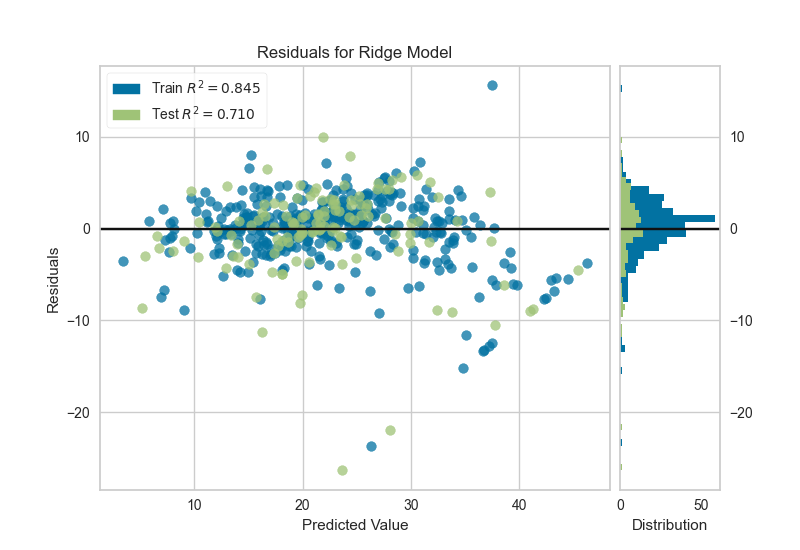 Residuals for Ridge Model
Train R² = 0.845
Test R² = 0.710
10
0
−10
−20
Residuals
10
20
30
40
Predicted Value
10
0
−10
−20
0
50
Distribution